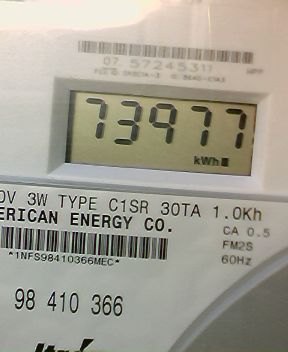 07 57245311
73977
kWh
0V 3W TYPE C1SR 30TA 1.0Kh
ERICAN ENERGY CO.
CA 0.5
FM2S
60Hz
*1NFS98410366MEC*
98 410 366